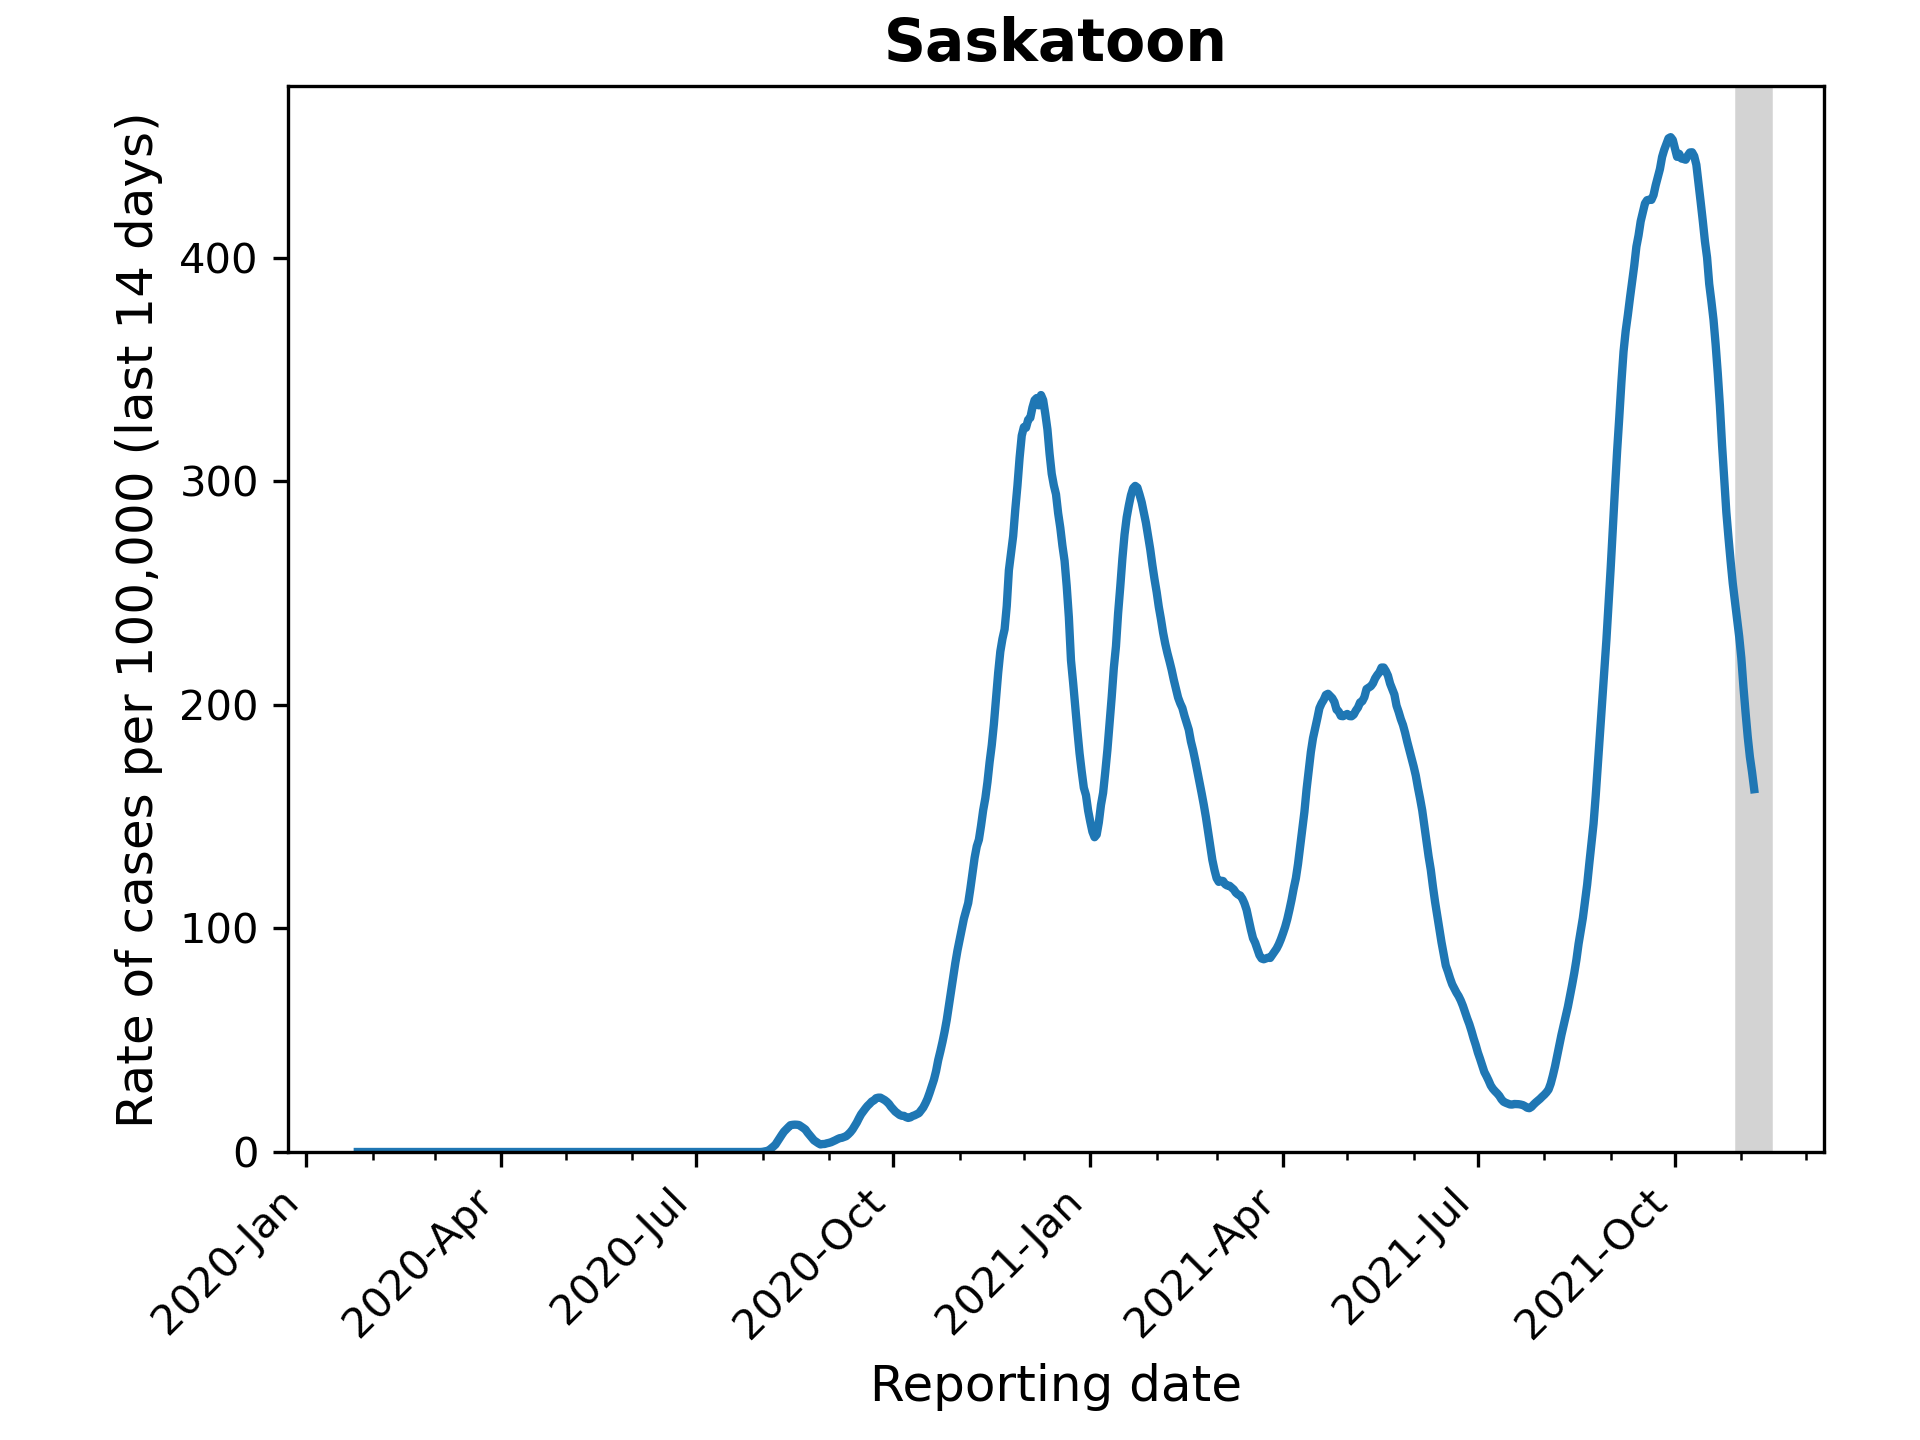 Saskatoon
Rate of cases per 100,000 (last 14 days)
400
300
200
100
0
2020-Jan
2020-Apr
2020-Jul
2020-Oct
2021-Jan
2021-Apr
2021-Jul
2021-Oct
Reporting date